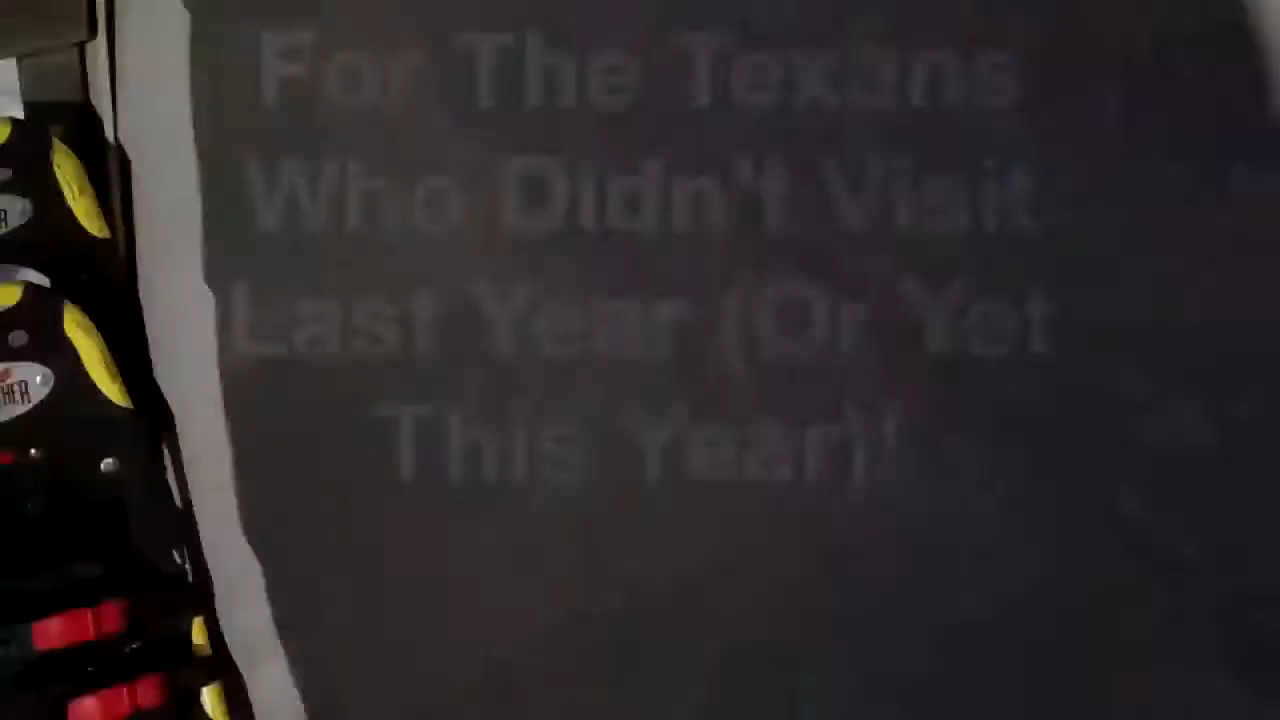 For The Texans
Who Didn't Visit
Last Year (Or Yet
This Year)!